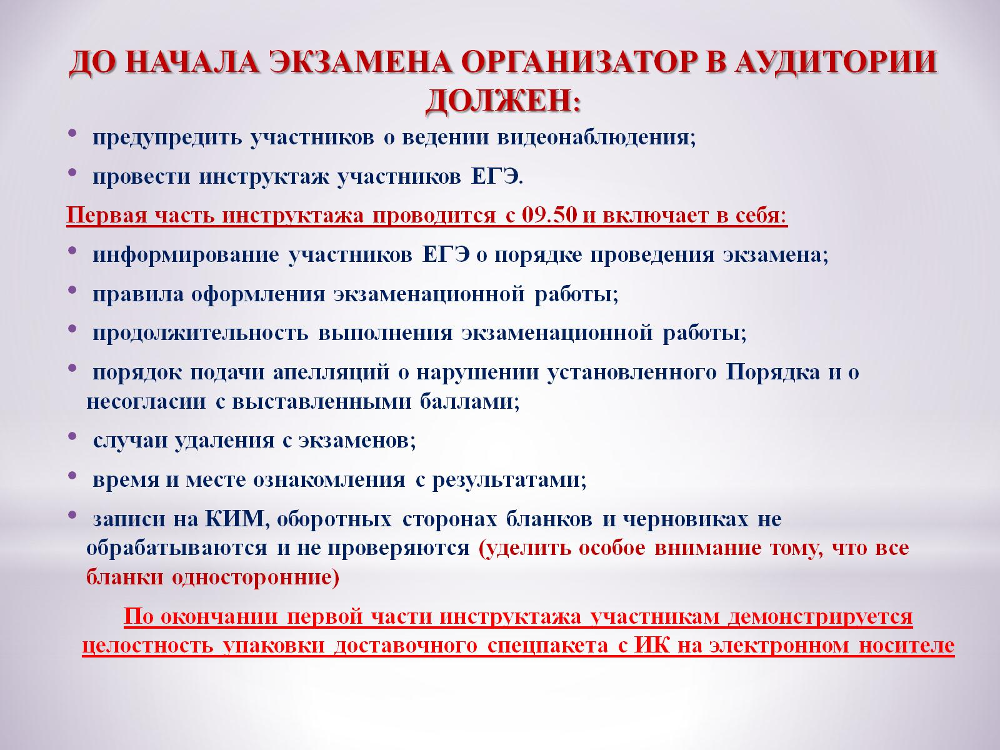 ДО НАЧАЛА ЭКЗАМЕНА ОРГАНИЗАТОР В АУДИТОРИИ
ДОЛЖЕН:
• предупредить участников о ведении видеонаблюдения;
• провести инструктаж участников ЕГЭ.
Первая часть инструктажа проводится с 09.50 и включает в себя:
• информирование участников ЕГЭ о порядке проведения экзамена;
• правила оформления экзаменационной работы;
• продолжительность выполнения экзаменационной работы;
• порядок подачи апелляций о нарушении установленного Порядка и о
несогласии с выставленными баллами;
• случаи удаления с экзаменов;
• время и месте ознакомления с результатами;
• записи на КИМ, оборотных сторонах бланков и черновиках не
обрабатываются и не проверяются (уделить особое внимание тому, что все
бланки односторонние)
По окончании первой части инструктажа участникам демонстрируется
целостность упаковки доставочного спецпакета с ИК на электронном носителе